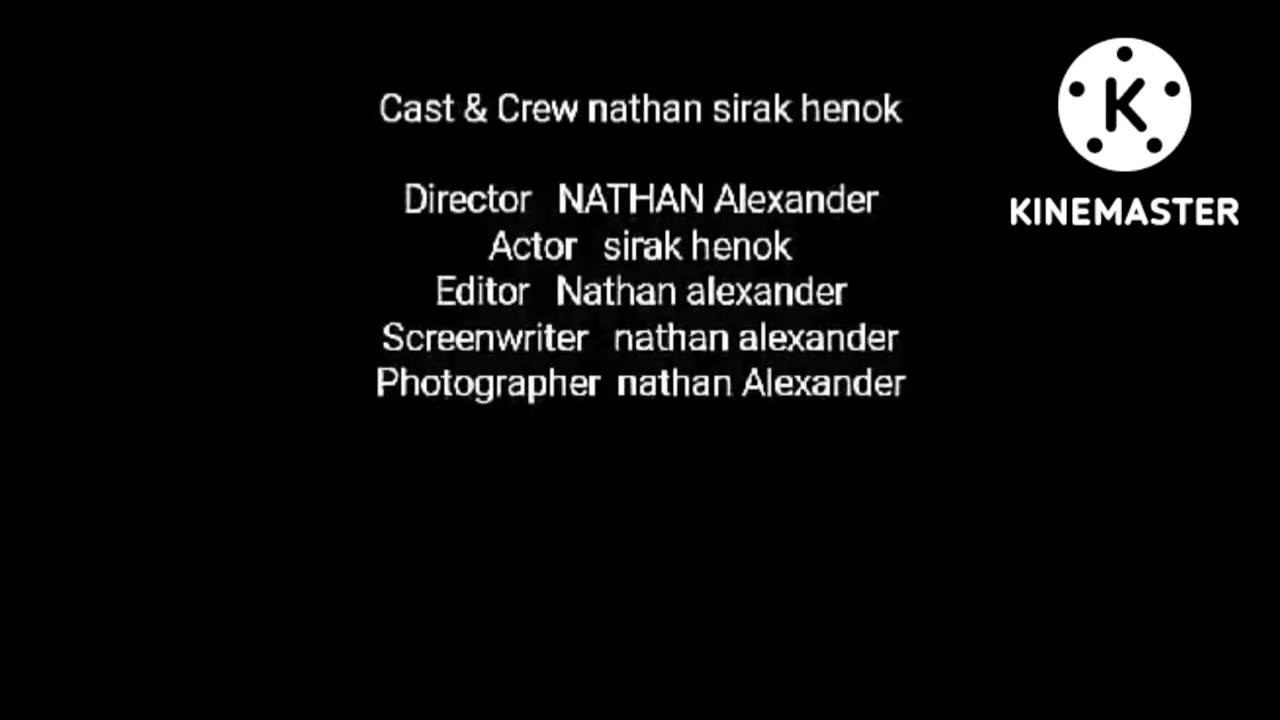 Cast & Crew nathan sirak henok
Director NATHAN Alexander
Actor sirak henok
Editor Nathan alexander
Screenwriter nathan alexander
Photographer nathan Alexander
K
KINEMASTER